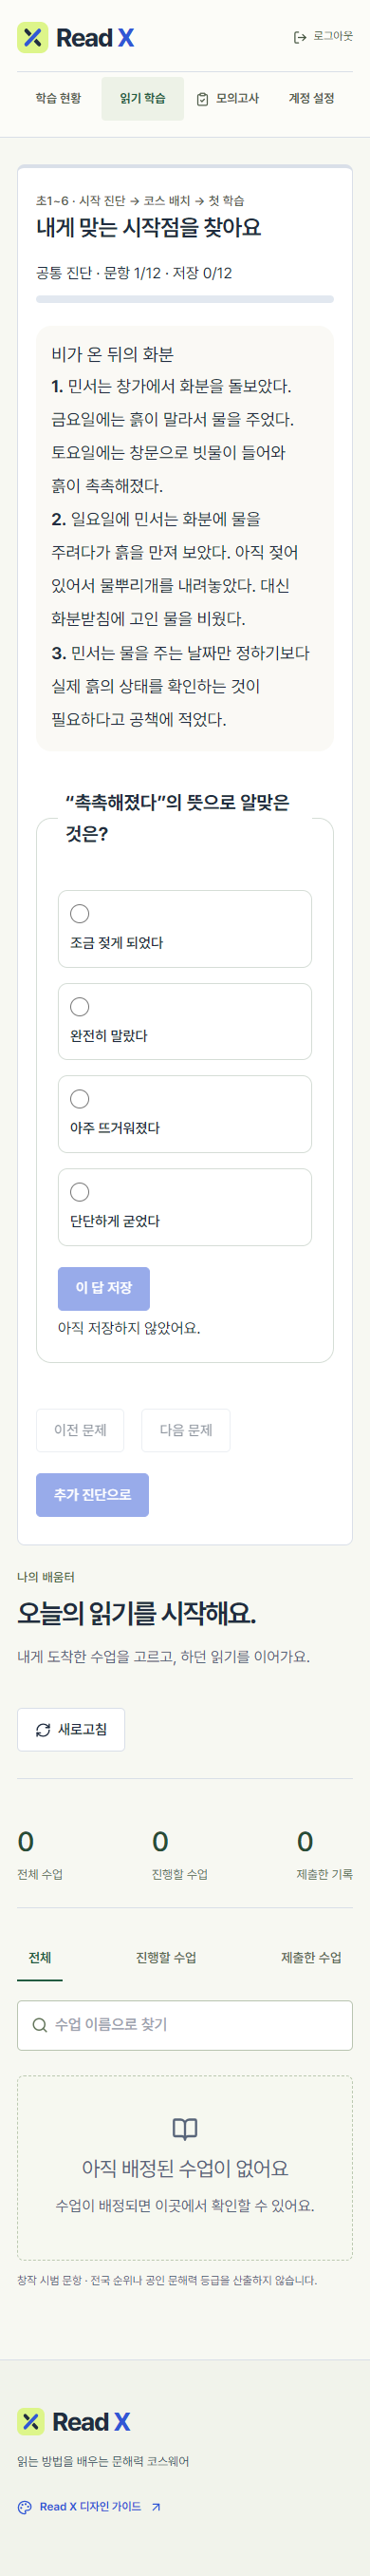 Read X
로그아웃
학습 현황
읽기 학습
모의고사
계정 설정
초1~6 · 시작 진단 → 코스 배치 → 첫 학습
내게 맞는 시작점을 찾아요
공통 진단 · 문항 1/12 · 저장 0/12
비가 온 뒤의 화분
1. 민서는 창가에서 화분을 돌보았다.
금요일에는 흙이 말라서 물을 주었다.
토요일에는 창문으로 빗물이 들어와
흙이 촉촉해졌다.
2. 일요일에 민서는 화분에 물을
주려다가 흙을 만져 보았다. 아직 젖어
있어서 물뿌리개를 내려놓았다. 대신
화분받침에 고인 물을 비웠다.
3. 민서는 물을 주는 날짜만 정하기보다
실제 흙의 상태를 확인하는 것이
필요하다고 공책에 적었다.
“촉촉해졌다”의 뜻으로 알맞은
것은?
조금 젖게 되었다
완전히 말랐다
아주 뜨거워졌다
단단하게 굳었다
이 답 저장
아직 저장하지 않았어요.
이전 문제
다음 문제
추가 진단으로
나의 배움터
오늘의 읽기를 시작해요.
내게 도착한 수업을 고르고, 하던 읽기를 이어가요.
새로고침
0
전체 수업
0
진행할 수업
0
제출한 기록
전체
진행할 수업
제출한 수업
수업 이름으로 찾기
아직 배정된 수업이 없어요
수업이 배정되면 이곳에서 확인할 수 있어요.
창작 시범 문항 · 전국 순위나 공인 문해력 등급을 산출하지 않습니다.
Read X
읽는 방법을 배우는 문해력 코스웨어
Read X 디자인 가이드